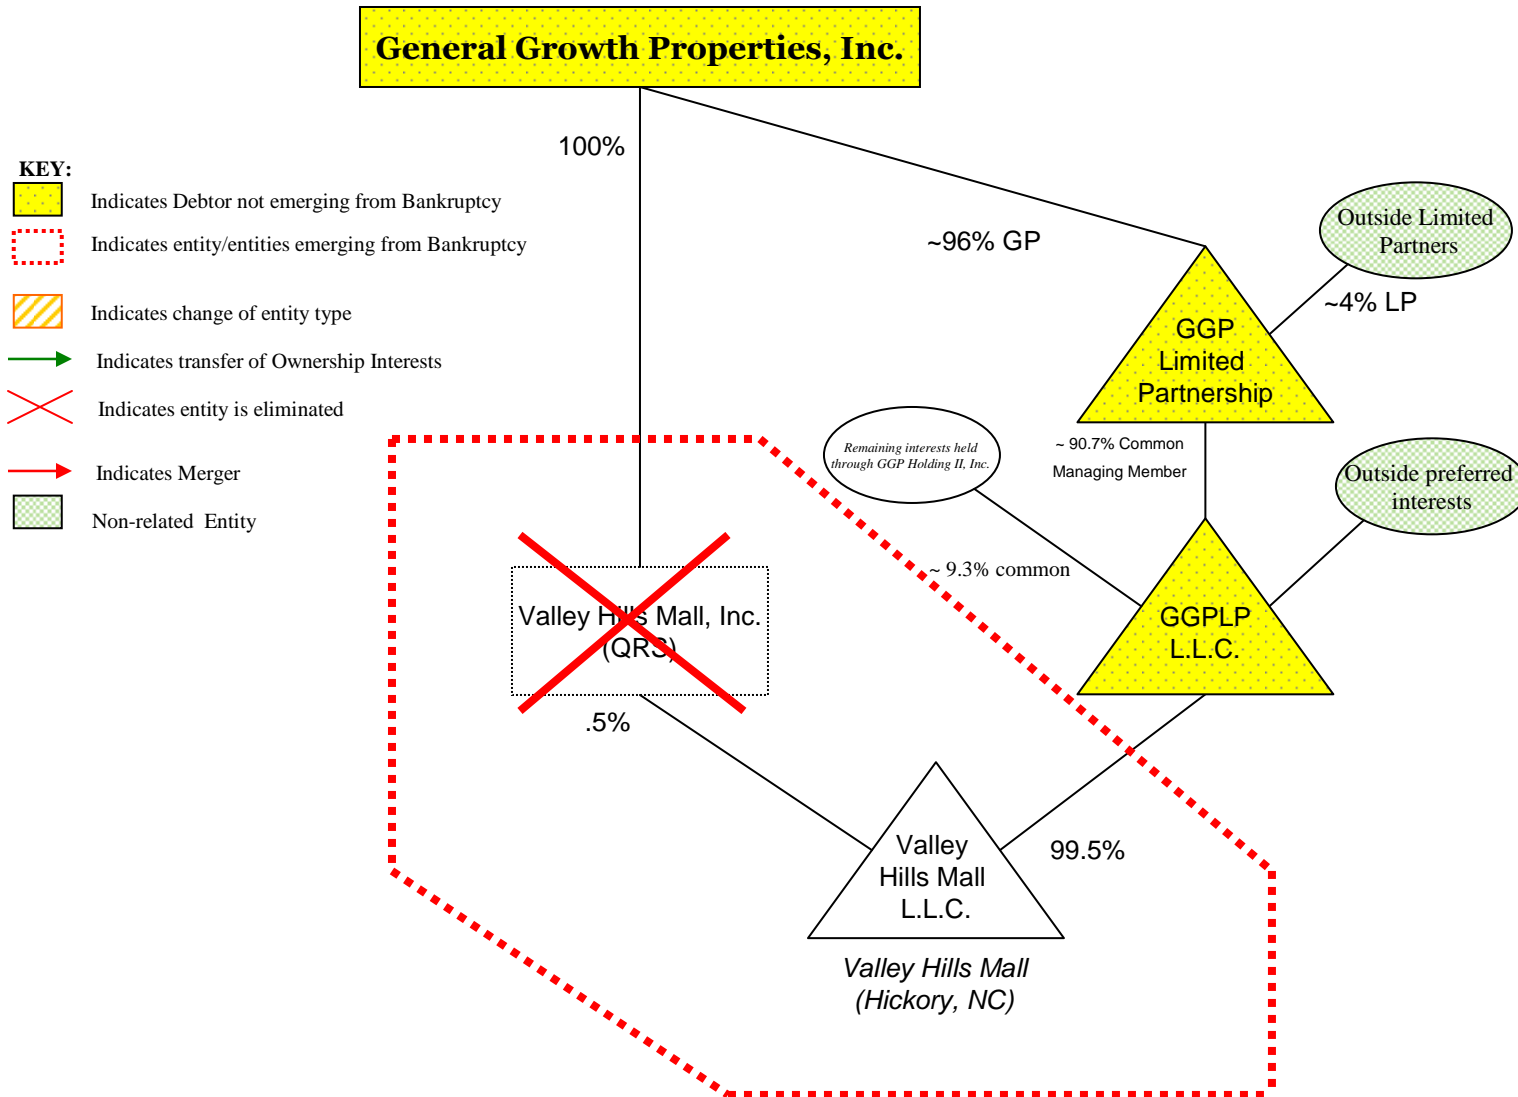 General Growth Properties, Inc.
100%
~96% GP
KEY:
Indicates Debtor not emerging from Bankruptcy
Indicates entity/entities emerging from Bankruptcy
Indicates change of entity type
Indicates transfer of Ownership Interests
Indicates entity is eliminated
Indicates Merger
Non-related Entity
Outside Limited
Partners
~4% LP
GGP
Limited
Partnership
Remaining interests held
through GGP Holding II, Inc.
~ 90.7% Common
Managing Member
Outside preferred
interests
~ 9.3% common
GGPLP
L.L.C.
Valley Hills Mall, Inc.
(QRS)
.5%
99.5%
Valley
Hills Mall
L.L.C.
Valley Hills Mall
(Hickory, NC)